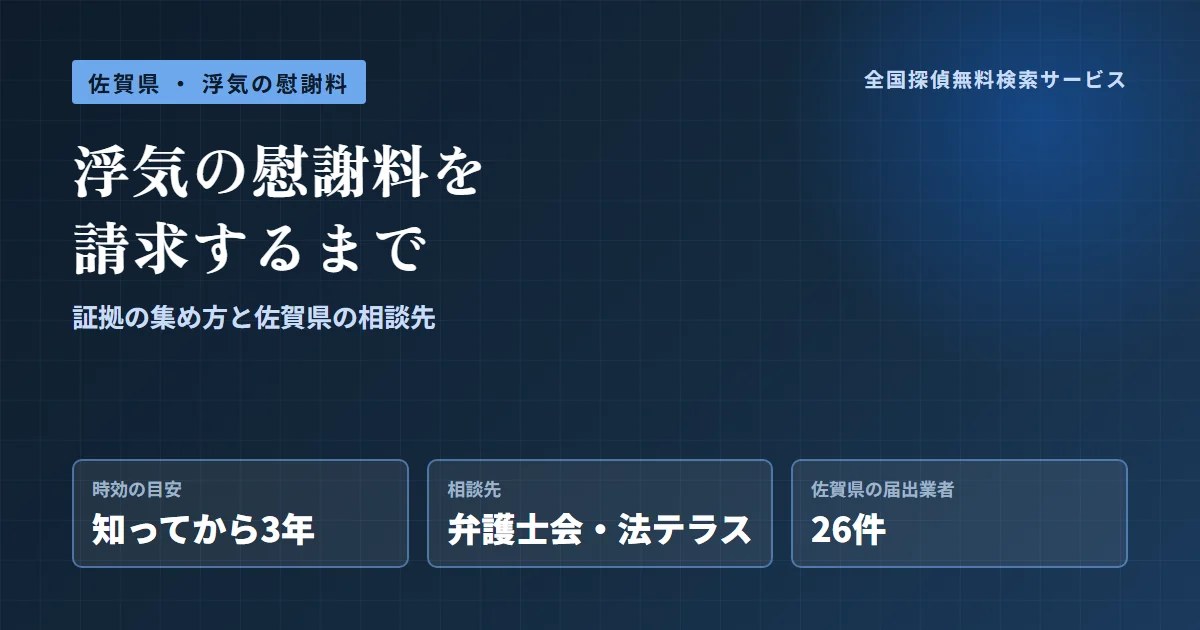 佐賀県 ・ 浮気の慰謝料
全国探偵無料検索サービス
浮気の慰謝料を
請求するまで
証拠の集め方と佐賀県の相談先
時効の目安
知ってから3年
相談先
弁護士会・法テラス
佐賀県の届出業者
26件